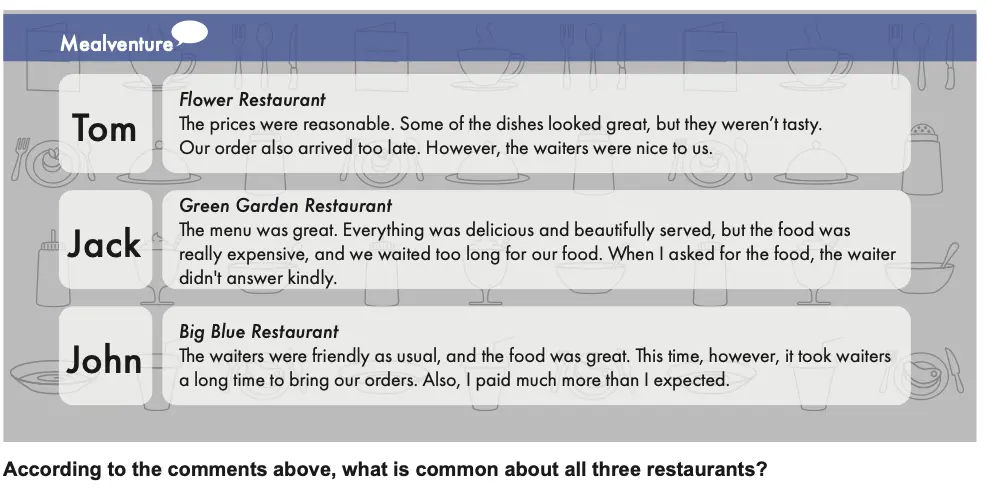 Mealventure
Tom
Flower Restaurant
The prices were reasonable. Some of the dishes looked great, but they weren't tasty.
Our order also arrived too late. However, the waiters were nice to us.
Jack
Green Garden Restaurant
The menu was great. Everything was delicious and beautifully served, but the food was
really expensive, and we waited too long for our food. When I asked for the food, the waiter
didn't answer kindly.
John
Big Blue Restaurant
The waiters were friendly as usual, and the food was great. This time, however, it took waiters
a long time to bring our orders. Also, I paid much more than I expected.
According to the comments above, what is common about all three restaurants?